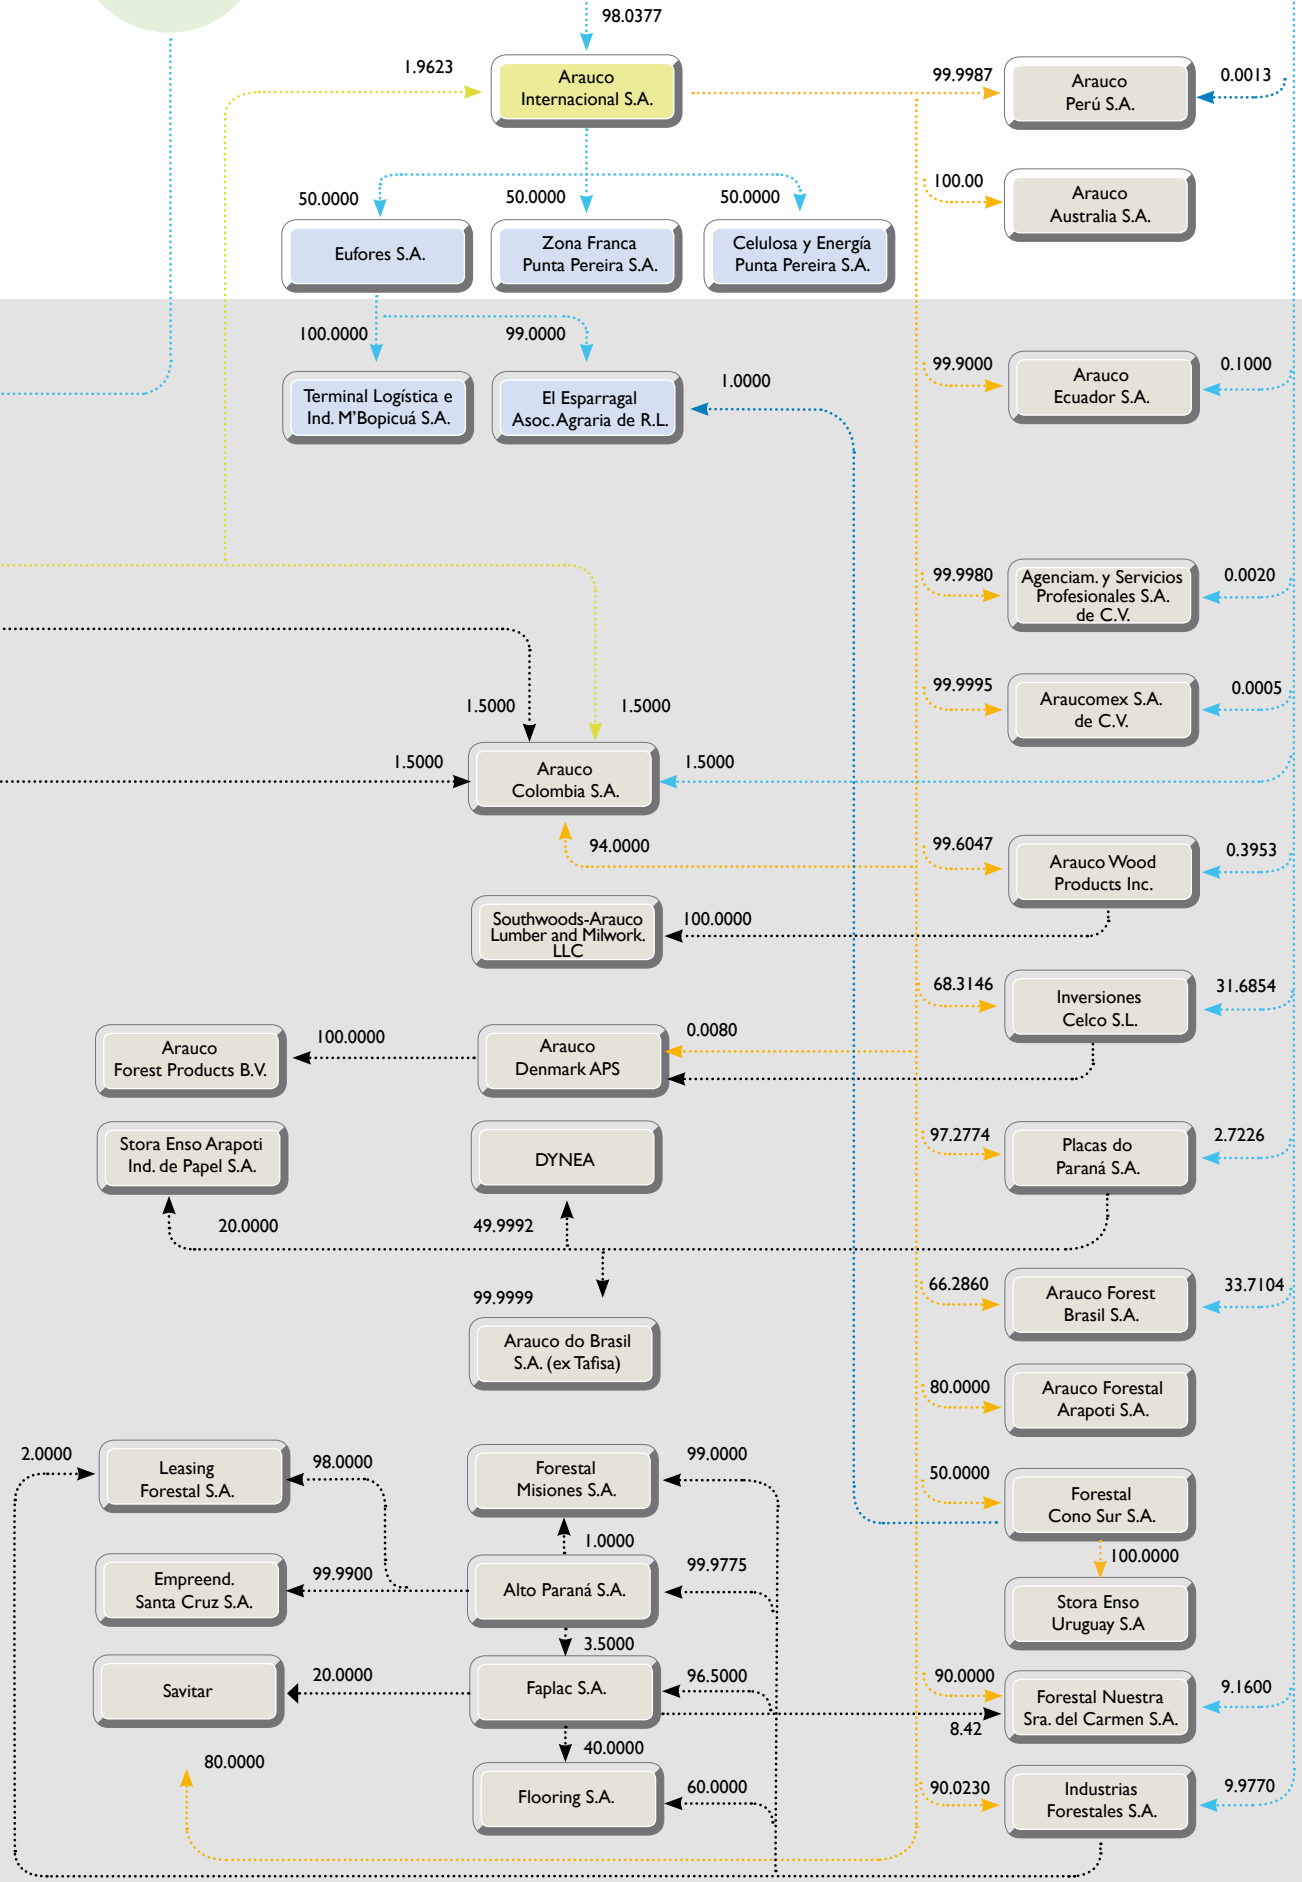 98.0377
1.9623
Arauco
Internacional S.A.
99.9987
Arauco
Perú S.A.
0.0013
100.00
Arauco
Australia S.A.
50.0000
50.0000
50.0000
Eufores S.A.
Zona Franca
Punta Pereira S.A.
Celulosa y Energía
Punta Pereira S.A.
100.0000
99.0000
Terminal Logística e
Ind. M'Bopicuá S.A.
El Esparragal
Asoc. Agraria de R.L.
1.0000
99.9000
Arauco
Ecuador S.A.
0.1000
99.9980
Agenciam. y Servicios
Profesionales S.A.
de C.V.
0.0020
99.9995
Araucomex S.A.
de C.V.
0.0005
1.5000
1.5000
1.5000
Arauco
Colombia S.A.
1.5000
94.0000
99.6047
Arauco Wood
Products Inc.
0.3953
Southwoods-Arauco
Lumber and Milwork.
LLC
100.0000
68.3146
Inversiones
Celco S.L.
31.6854
Arauco
Forest Products B.V.
100.0000
Arauco
Denmark APS
0.0080
Stora Enso Arapoti
Ind. de Papel S.A.
DYNEA
97.2774
Placas do
Paraná S.A.
2.7226
20.0000
49.9992
99.9999
Arauco do Brasil
S.A. (ex Tafisa)
66.2860
Arauco Forest
Brasil S.A.
33.7104
80.0000
Arauco Forestal
Arapoti S.A.
2.0000
Leasing
Forestal S.A.
98.0000
Forestal
Misiones S.A.
99.0000
50.0000
Forestal
Cono Sur S.A.
1.0000
100.0000
Empreend.
Santa Cruz S.A.
99.9900
Alto Paraná S.A.
99.9775
Stora Enso
Uruguay S.A
3.5000
Savitar
20.0000
Faplac S.A.
96.5000
90.0000
Forestal Nuestra
Sra. del Carmen S.A.
9.1600
8.42
40.0000
80.0000
Flooring S.A.
60.0000
90.0230
Industrias
Forestales S.A.
9.9770